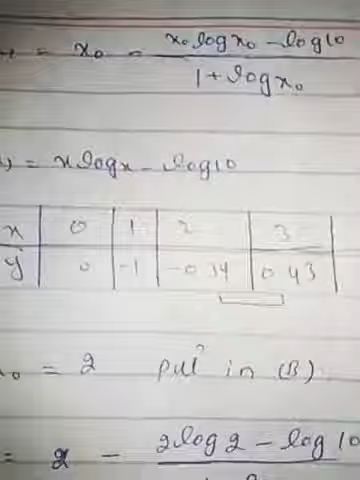 = x₀ - (x₀ log x₀ - log 10) / (1 + log x₀)
) = x log x - log 10
x | 0 | 1 | 2 | 3
y | 0 | -1 | -0.34 | 0.43
x₀ = 2 put in (B)
= 2 - (2 log 2 - log 10